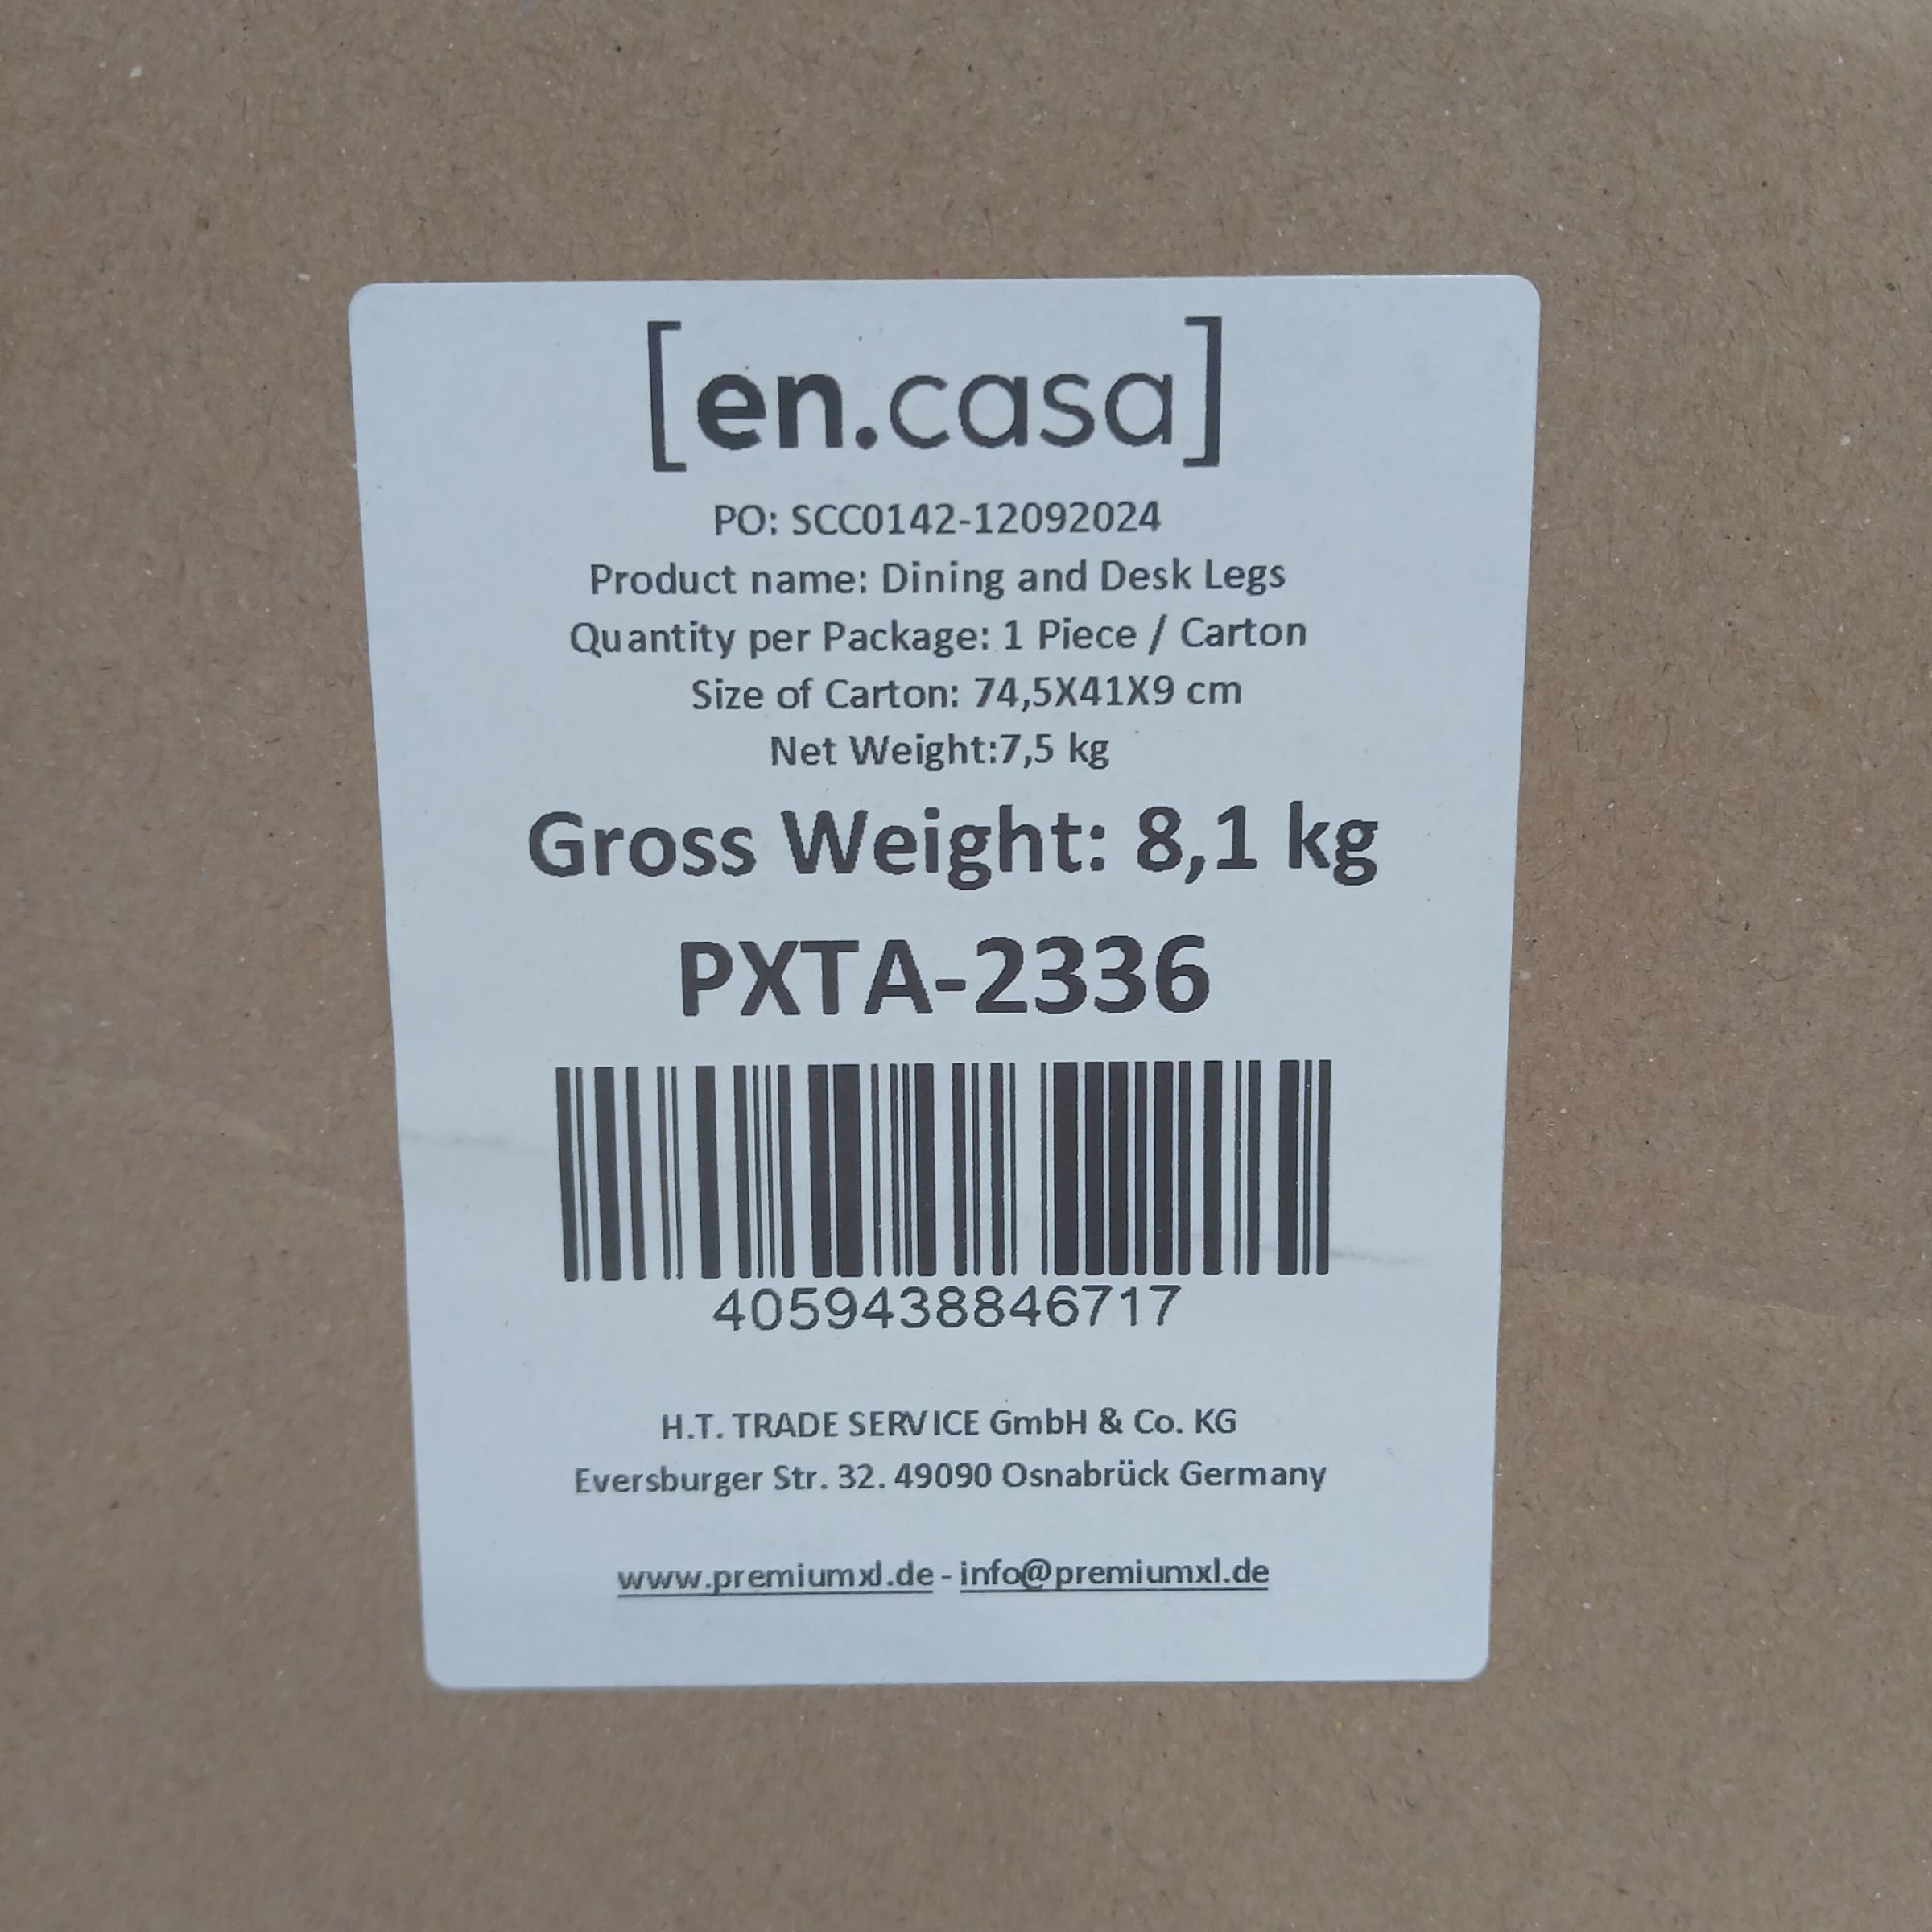 [en.casa]
PO: SCC0142-12092024
Product name: Dining and Desk Legs
Quantity per Package: 1 Piece / Carton
Size of Carton: 74,5X41X9 cm
Net Weight:7,5 kg
Gross Weight: 8,1 kg
PXTA-2336
4059438846717
H.T. TRADE SERVICE GmbH & Co. KG
Eversburger Str. 32. 49090 Osnabrück Germany
www.premiumxl.de - info@premiumxl.de